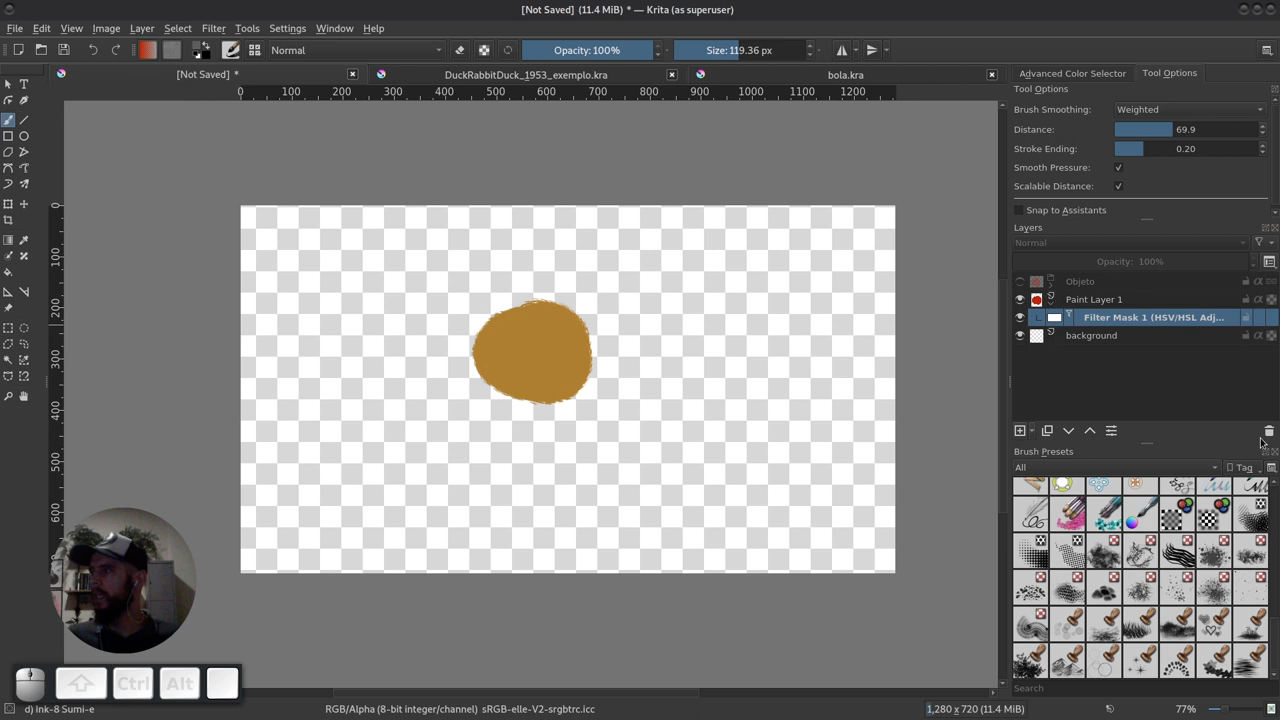 [Not Saved] (11.4 MiB) * — Krita (as superuser)
File Edit View Image Layer Select Filter Tools Settings Window Help
Normal
Opacity: 100%
Size: 119.36 px
[Not Saved] *
DuckRabbitDuck_1953_exemplo.kra
bola.kra
Advanced Color Selector
Tool Options
0 100 200 300 400 500 600 700 800 900 1000 1100 1200
Tool Options
Brush Smoothing: Weighted
Distance: 69.9
Stroke Ending: 0.20
Smooth Pressure:
Scalable Distance:
Snap to Assistants
Layers
Normal
Opacity: 100%
Objeto
Paint Layer 1
Filter Mask 1 (HSV/HSL Adj...
background
0
100
200
300
400
500
600
Brush Presets
All
Tag
Search
Ctrl
Alt
d) Ink-8 Sumi-e
RGB/Alpha (8-bit integer/channel) sRGB-elle-V2-srgbtrc.icc
1,280 x 720 (11.4 MiB)
77%